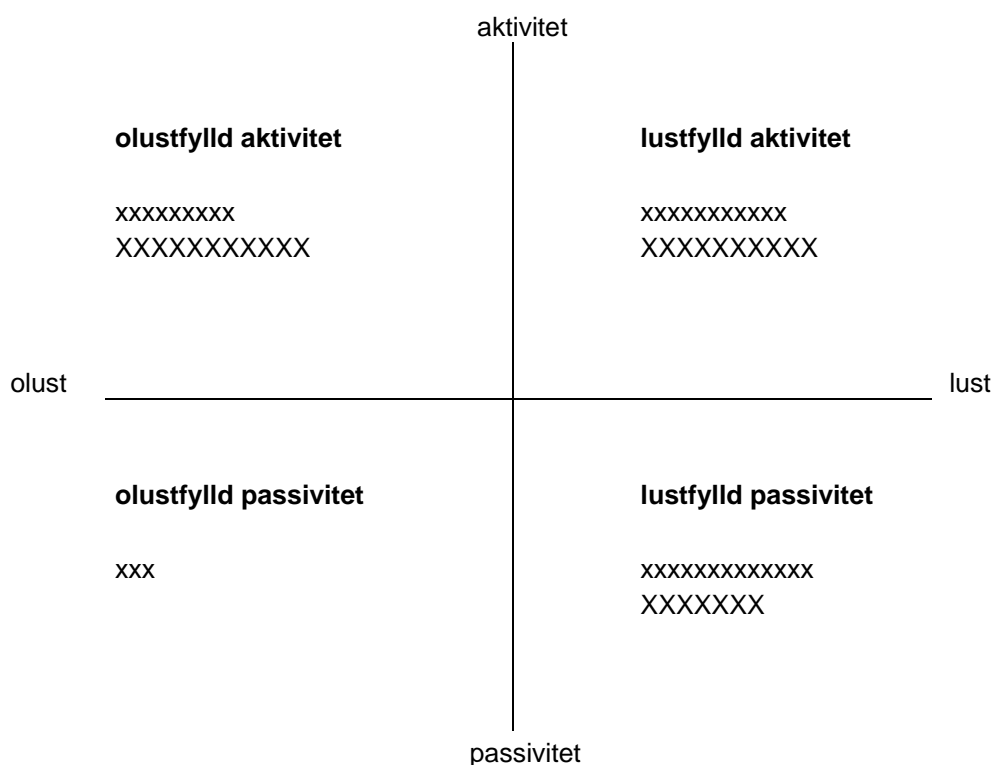 aktivitet
olustfylld aktivitet
lustfylld aktivitet
xxxxxxxxx
xxxxxxxxxxx
XXXXXXXXXXX
XXXXXXXXXX
olust
lust
olustfylld passivitet
lustfylld passivitet
xxx
xxxxxxxxxxxxx
XXXXXXX
passivitet